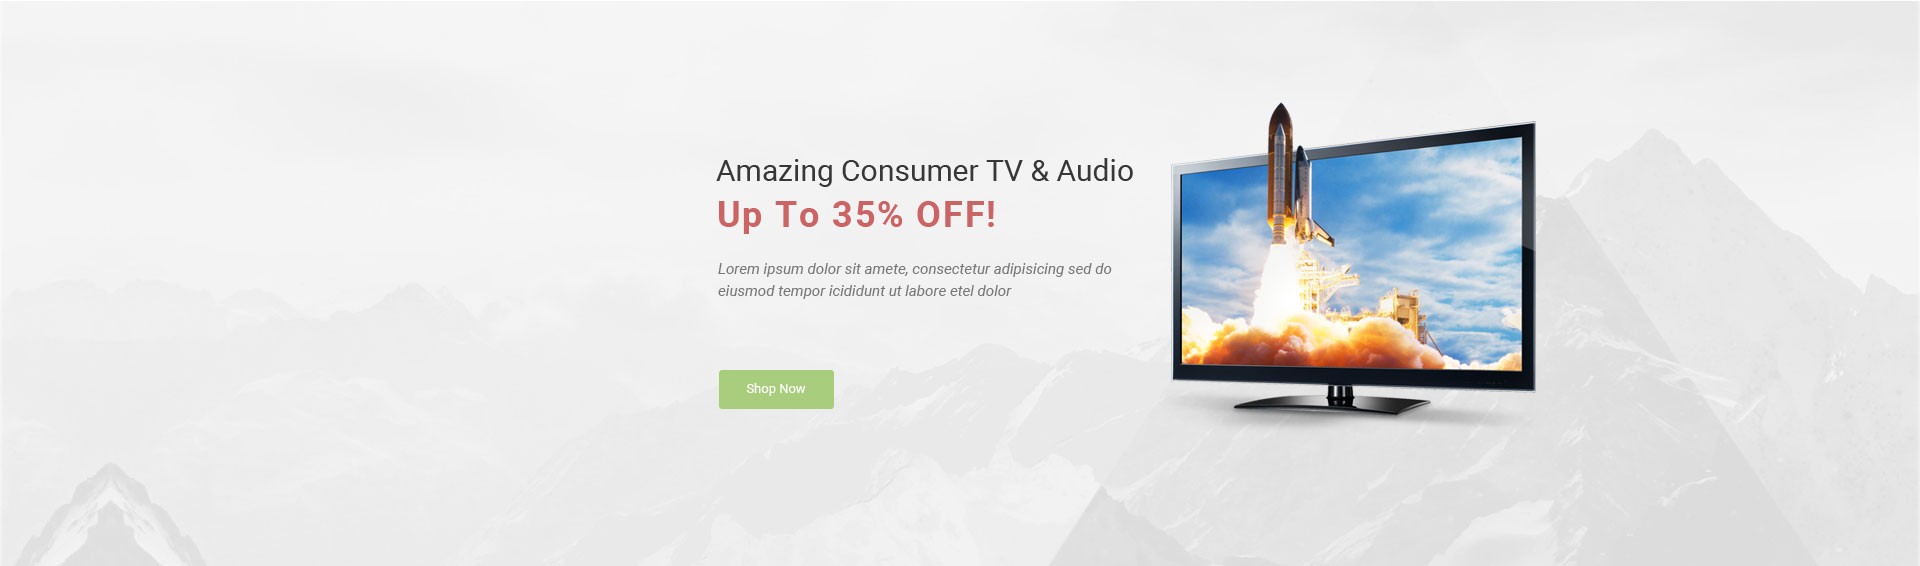 Amazing Consumer TV & Audio
Up To 35% OFF!
Lorem ipsum dolor sit amete, consectetur adipisicing sed do
eiusmod tempor icididunt ut labore etel dolor
Shop Now